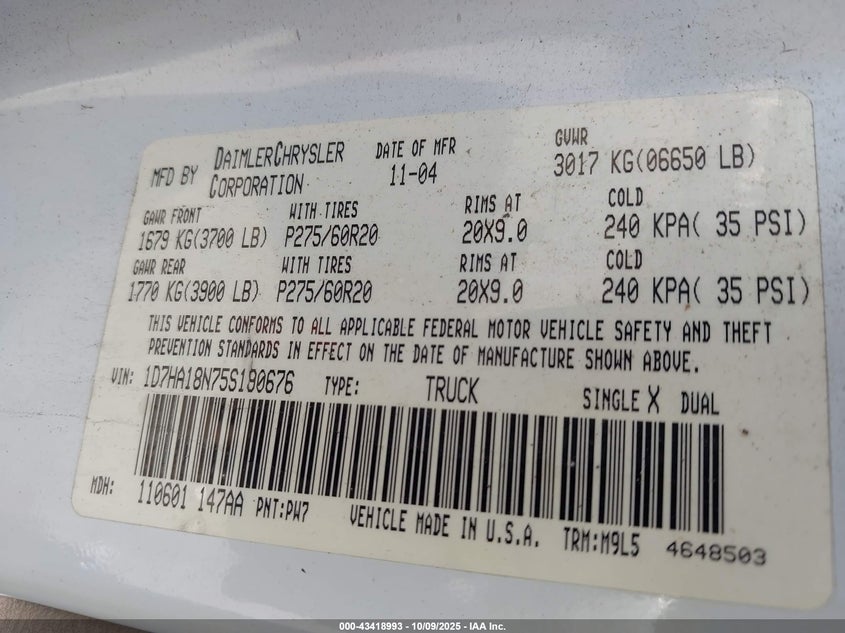 MFD BY DAIMLERCHRYSLER CORPORATION DATE OF MFR 11-04 GVWR 3017 KG(06650 LB)
GAWR FRONT WITH TIRES RIMS AT COLD
1679 KG(3700 LB) P275/60R20 20X9.0 240 KPA( 35 PSI)
GAWR REAR WITH TIRES RIMS AT COLD
1770 KG(3900 LB) P275/60R20 20X9.0 240 KPA( 35 PSI)
THIS VEHICLE CONFORMS TO ALL APPLICABLE FEDERAL MOTOR VEHICLE SAFETY AND THEFT
PREVENTION STANDARDS IN EFFECT ON THE DATE OF MANUFACTURE SHOWN ABOVE.
VIN: 1D7HA18N75S190676 TYPE: TRUCK SINGLE X DUAL
MDH: 110601 147AA PNT:PW7 VEHICLE MADE IN U.S.A. TRM:M9L5 4648503
000-43418993 - 10/09/2025 - IAA Inc.